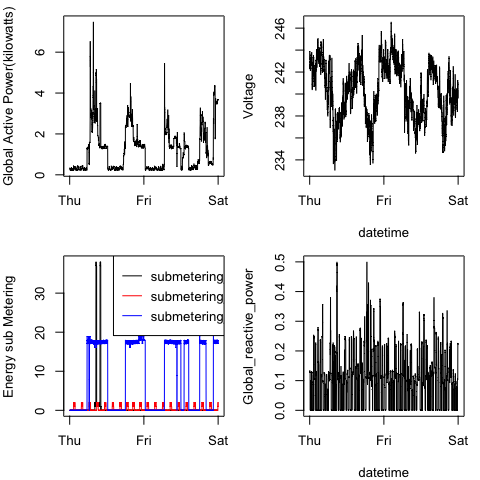 Global Active Power(kilowatts)
0
2
4
6
Thu
Fri
Sat
Voltage
234
238
242
246
Thu
Fri
Sat
datetime
Energy sub Metering
0
10
20
30
submetering
submetering
submetering
Thu
Fri
Sat
Global_reactive_power
0.0
0.1
0.2
0.3
0.4
0.5
Thu
Fri
Sat
datetime